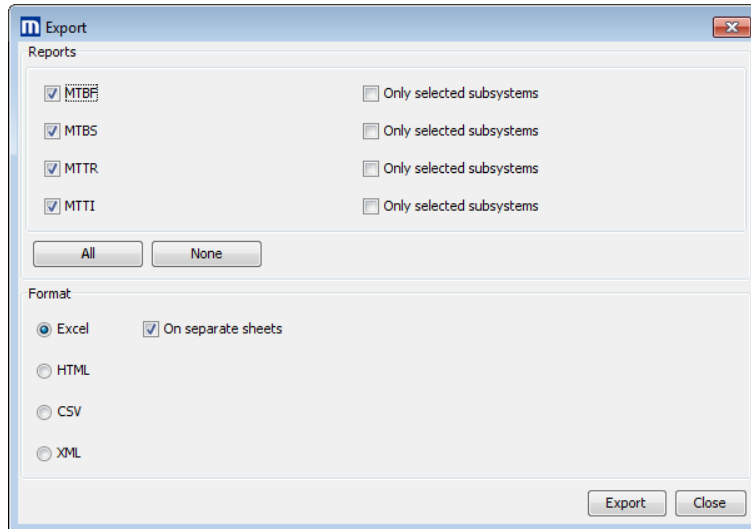 m Export
Reports
MTBF Only selected subsystems
MTBS Only selected subsystems
MTTR Only selected subsystems
MTTI Only selected subsystems
All None
Format
Excel On separate sheets
HTML
CSV
XML
Export Close